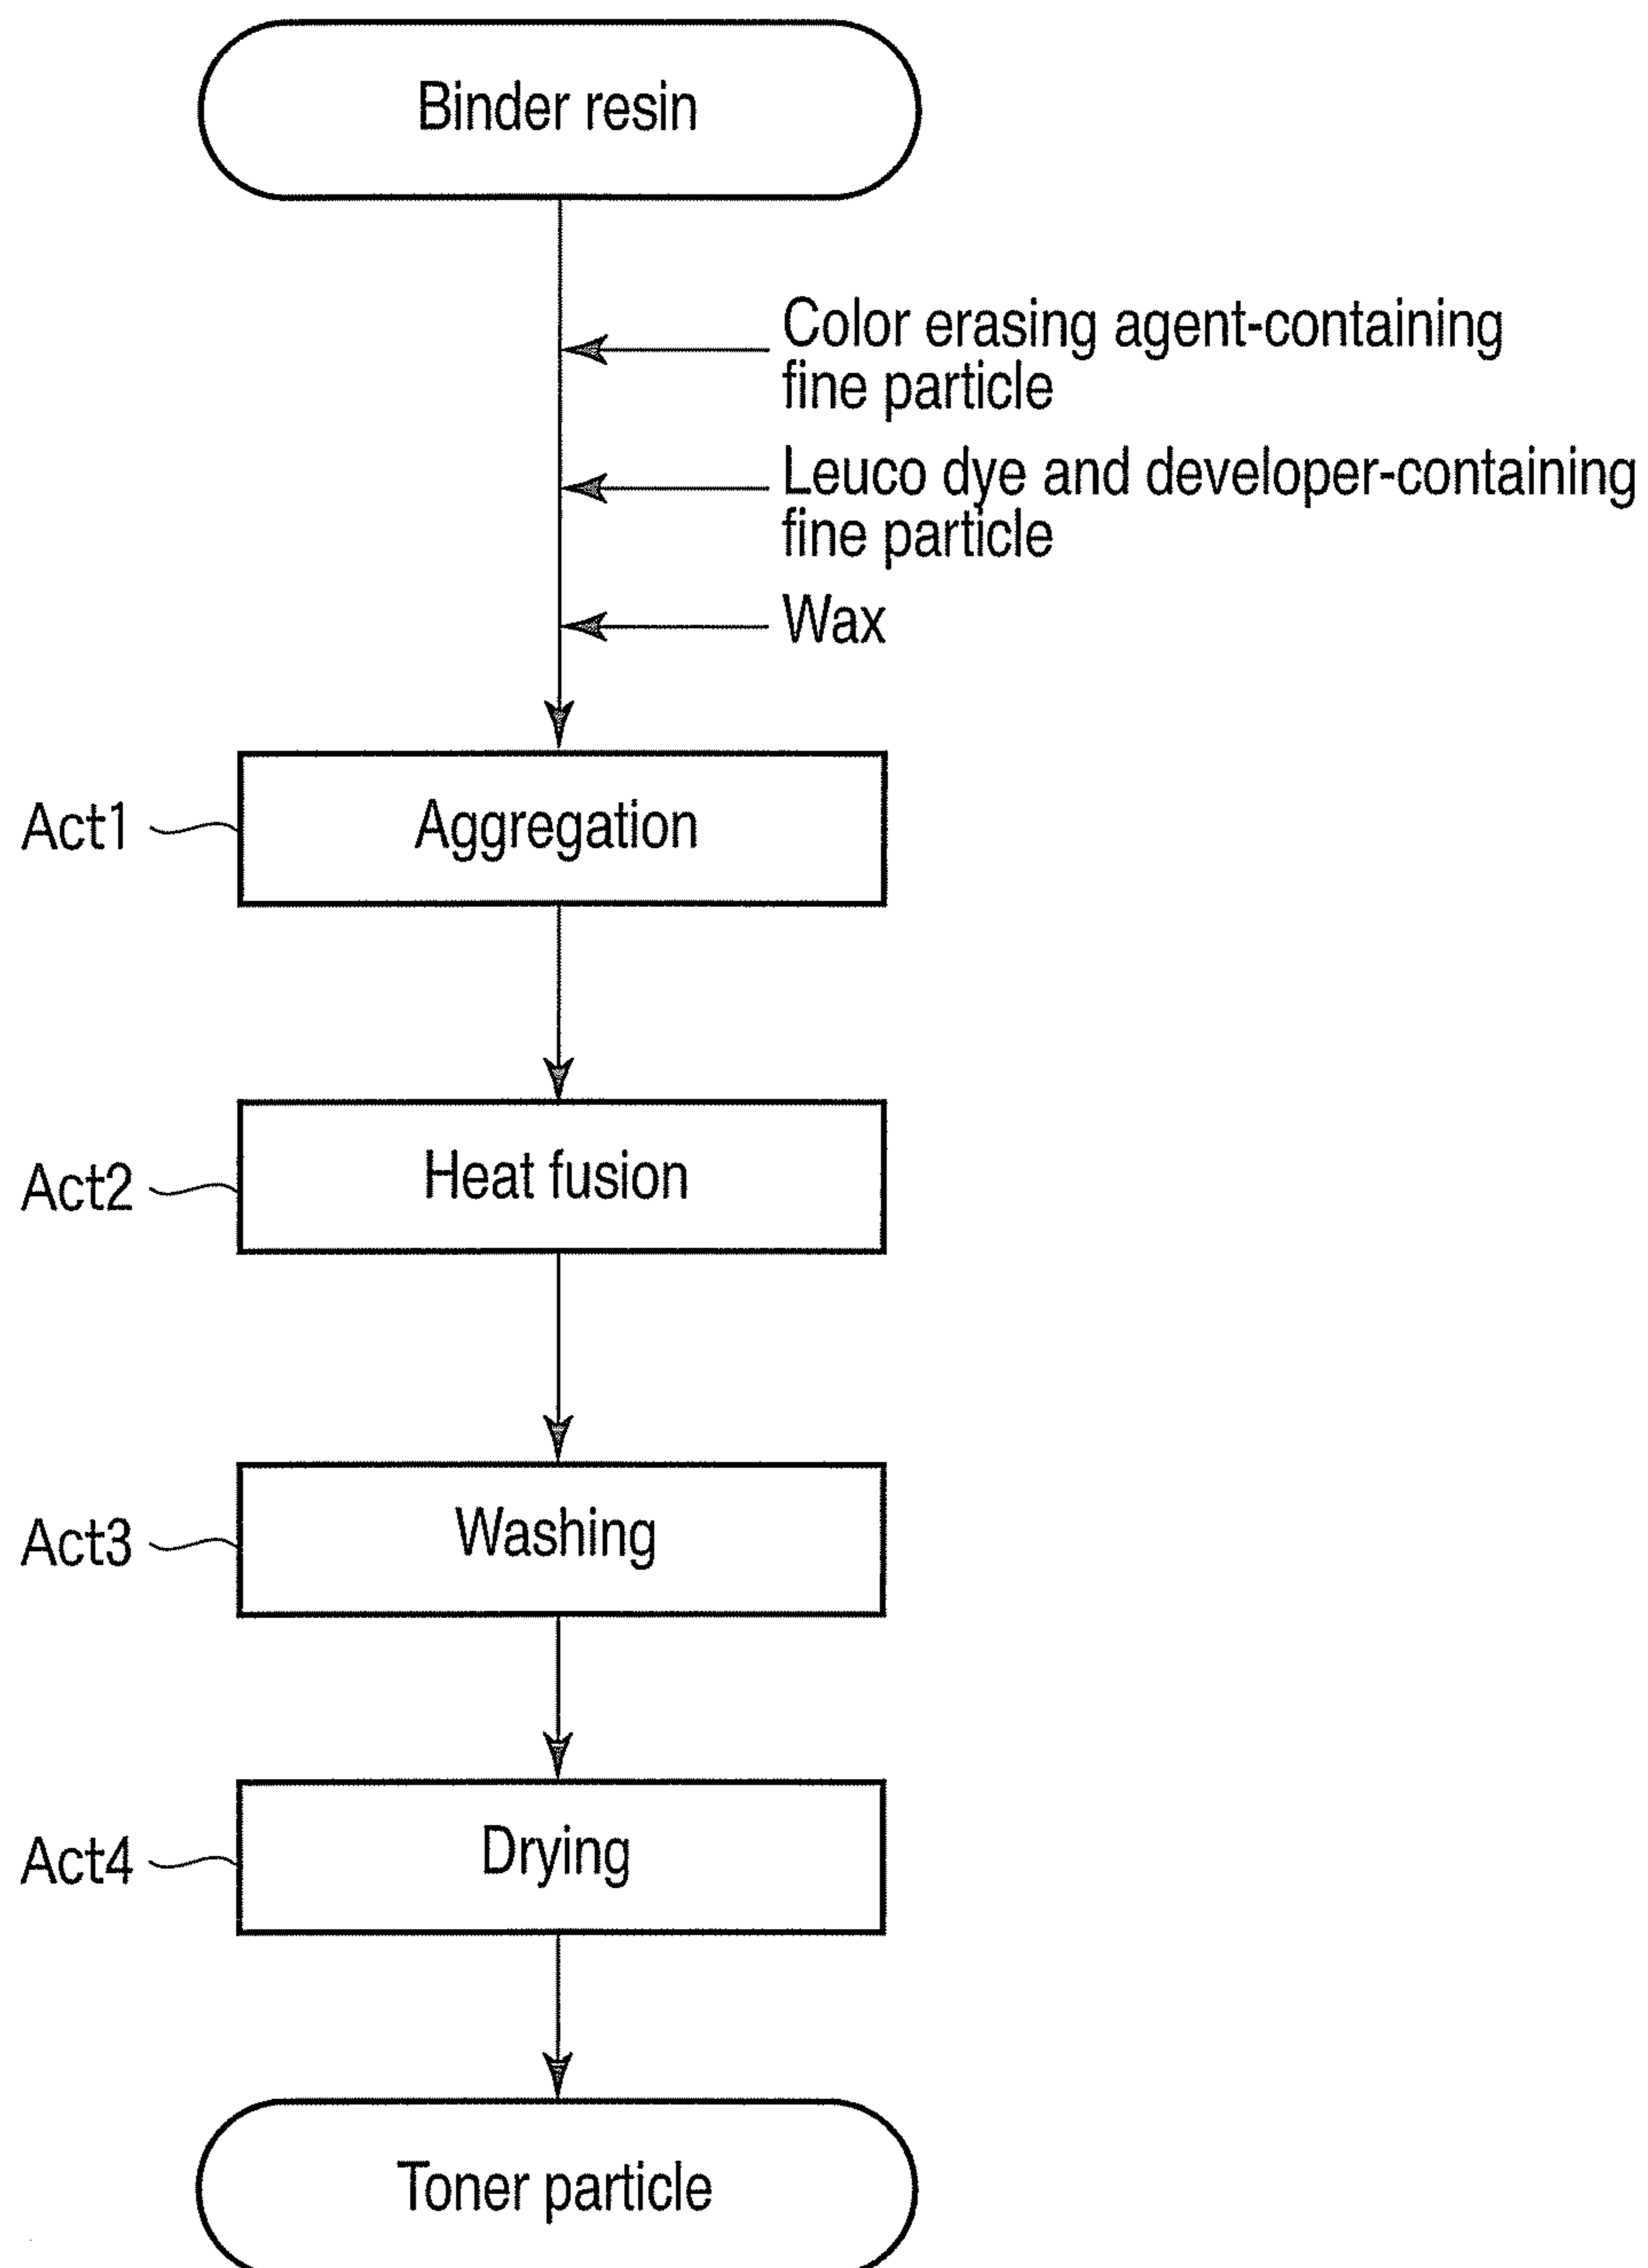 Binder resin
Color erasing agent-containing
fine particle
Leuco dye and developer-containing
fine particle
Wax
Act1
Aggregation
Act2
Heat fusion
Act3
Washing
Act4
Drying
Toner particle